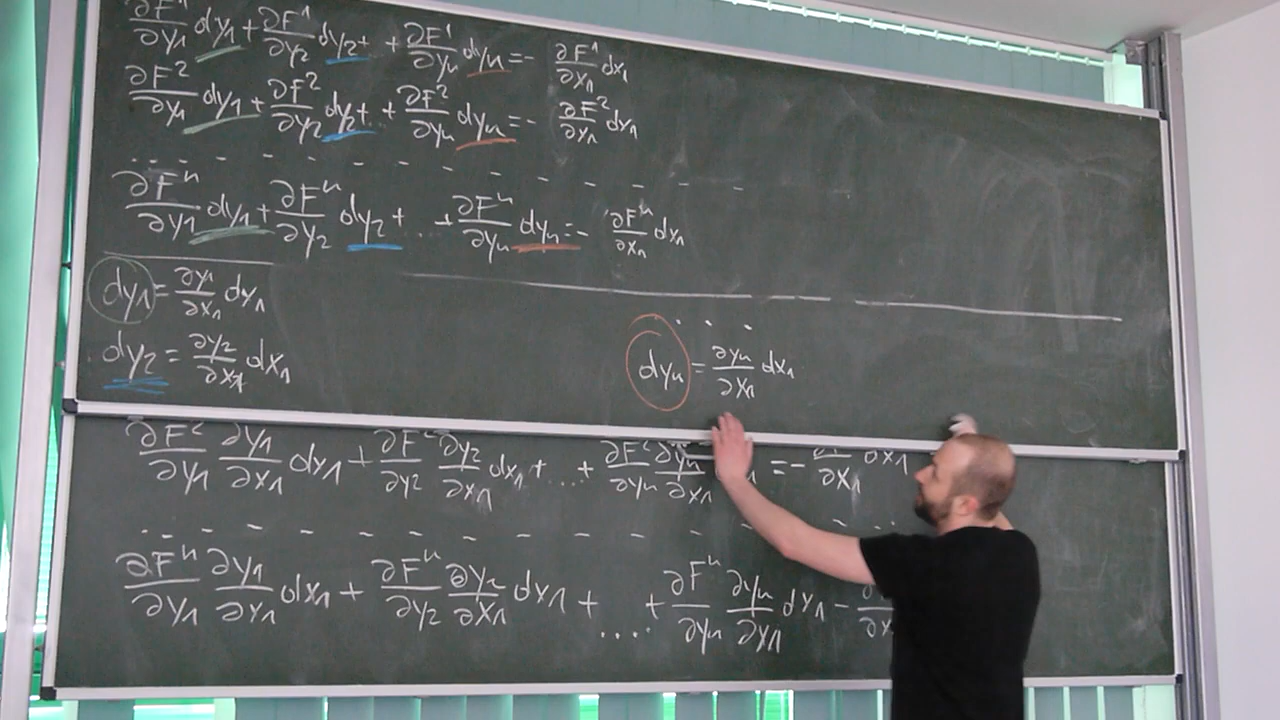 ∂F¹/∂y₁ dy₁ + ∂F¹/∂y₂ dy₂ + + ∂F¹/∂yₙ dyₙ = - ∂F¹/∂x₁ dx₁
∂F²/∂y₁ dy₁ + ∂F²/∂y₂ dy₂ + + ∂F²/∂yₙ dyₙ = - ∂F²/∂x₁ dx₁
∂Fⁿ/∂y₁ dy₁ + ∂Fⁿ/∂y₂ dy₂ + .. + ∂Fⁿ/∂yₙ dyₙ = - ∂Fⁿ/∂x₁ dx₁
dy₁ = ∂y₁/∂x₁ dx₁
dy₂ = ∂y₂/∂x₁ dx₁
. . .
dyₙ = ∂yₙ/∂x₁ dx₁
∂F²/∂y₁ ∂y₁/∂x₁ dx₁ + ∂F²/∂y₂ ∂y₂/∂x₁ dx₁ + ... + ∂F²/∂yₙ ∂yₙ/∂x₁ = - /∂x₁ dx₁
∂Fⁿ/∂y₁ ∂y₁/∂x₁ dx₁ + ∂Fⁿ/∂y₂ ∂y₂/∂x₁ dx₁ + .... + ∂Fⁿ/∂yₙ ∂yₙ/∂x₁ dx₁ -